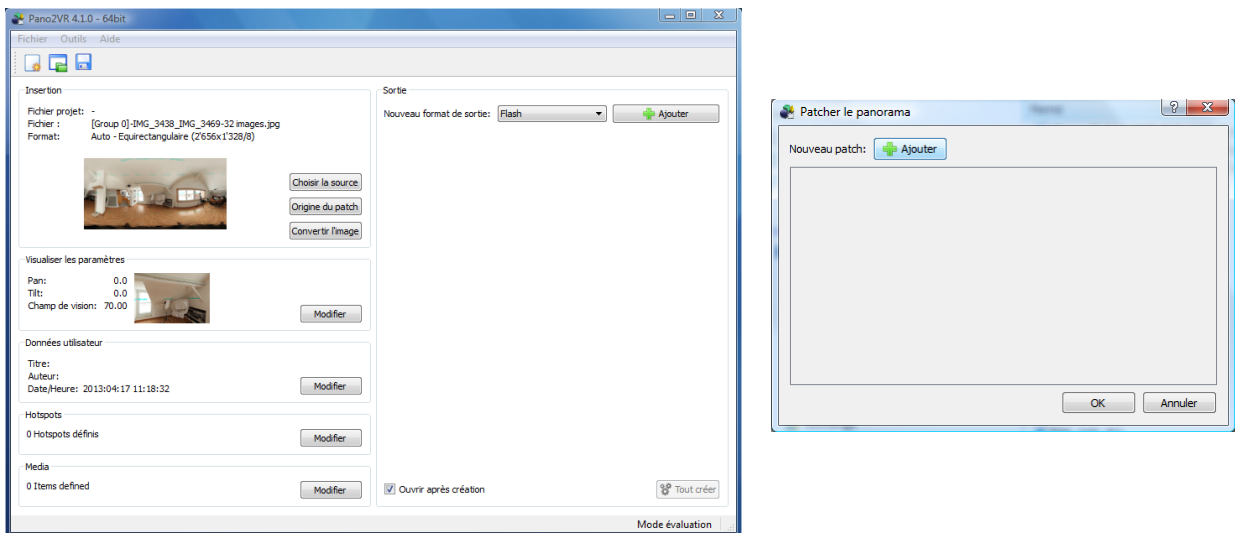 Pano2VR 4.1.0 - 64bit
Fichier Outils Aide
Insertion
Fichier projet: -
Fichier : [Group 0]-IMG_3438_IMG_3469-32 images.jpg
Format: Auto - Equirectangulaire (2'656x1'328/8)
Choisir la source
Origine du patch
Convertir l'image
Visualiser les paramètres
Pan: 0.0
Tilt: 0.0
Champ de vision: 70.00
Modifier
Données utilisateur
Titre:
Auteur:
Date/Heure: 2013:04:17 11:18:32
Modifier
Hotspots
0 Hotspots définis
Modifier
Media
0 Items defined
Modifier
Sortie
Nouveau format de sortie: Flash Ajouter
Ouvrir après création Tout créer
Mode évaluation
Patcher le panorama
Nouveau patch: Ajouter
OK Annuler